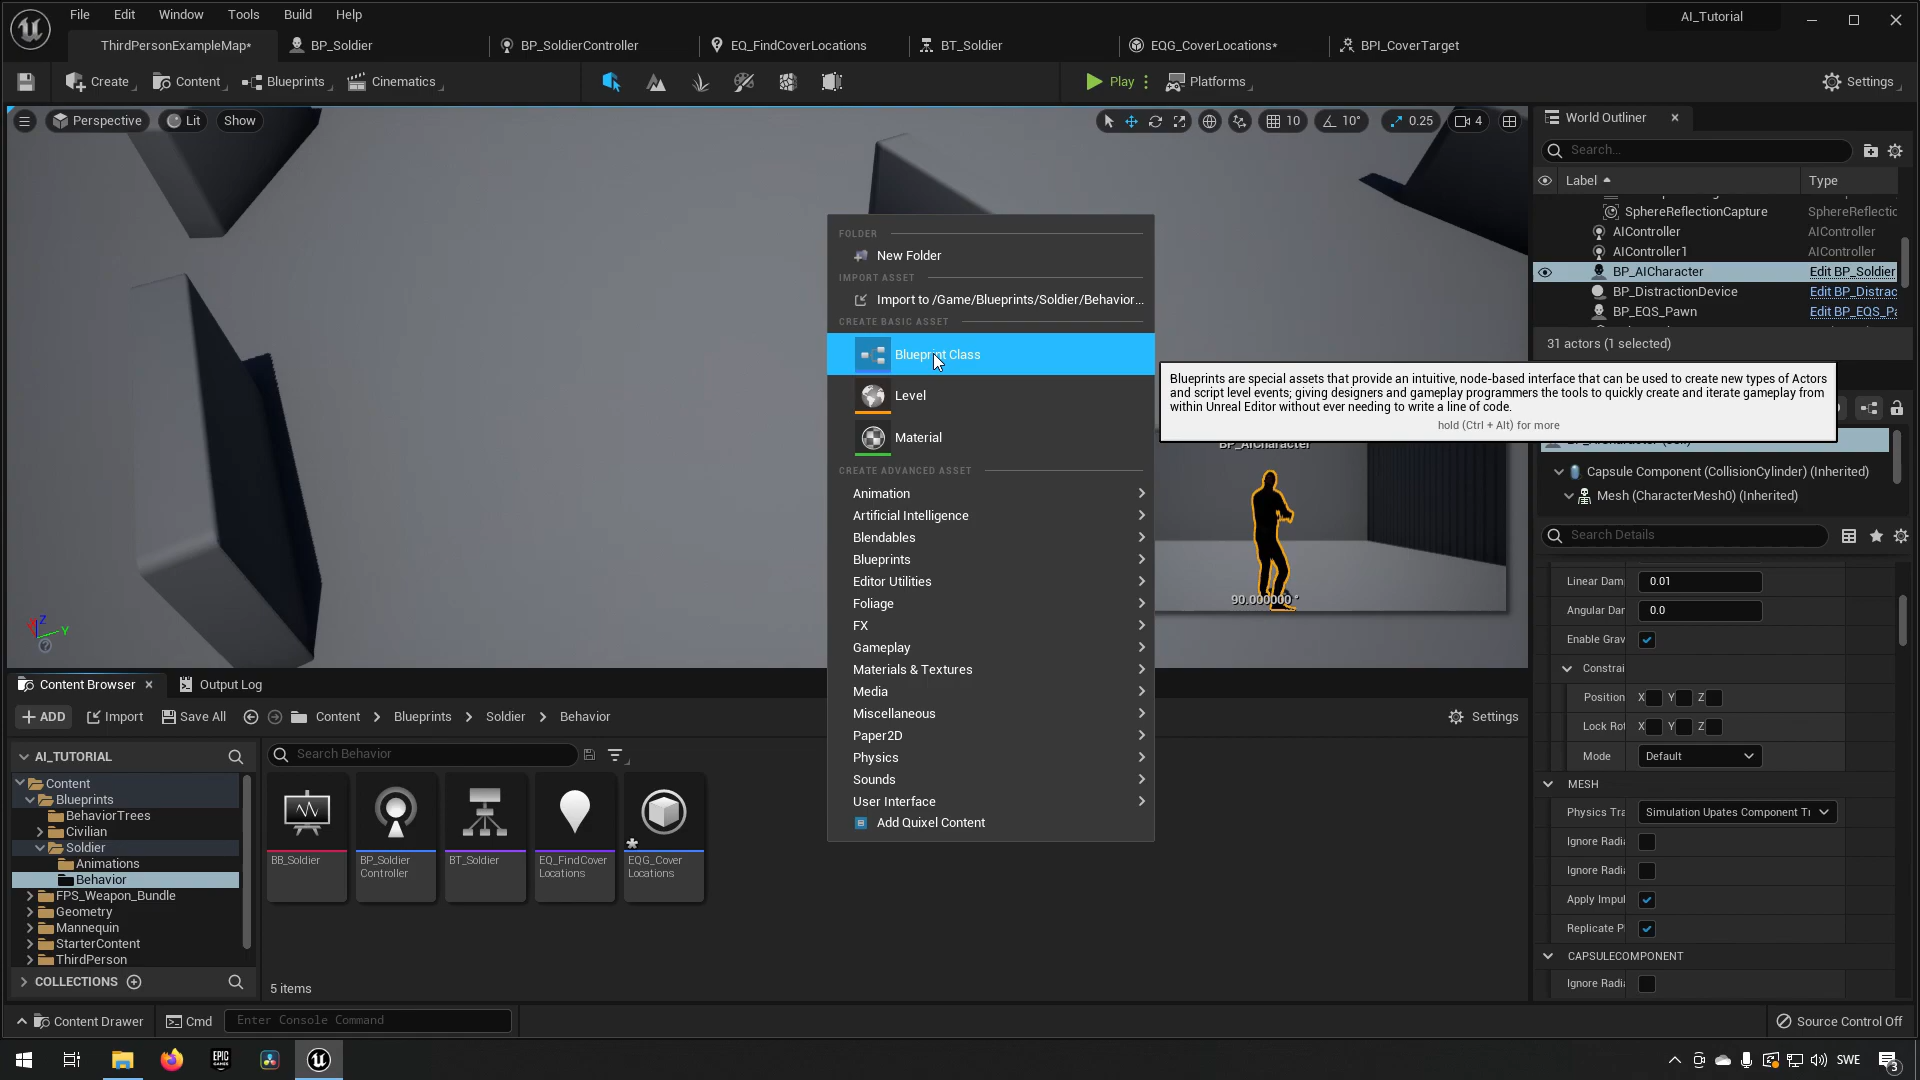 File Edit Window Tools Build Help
AI_Tutorial
ThirdPersonExampleMap*
BP_Soldier
BP_SoldierController
EQ_FindCoverLocations
BT_Soldier
EQG_CoverLocations*
BPI_CoverTarget
Create
Content
Blueprints
Cinematics
Play
Platforms
Settings
Perspective
Lit
Show
10
10°
0.25
4
World Outliner
Search...
Label
Type
SphereReflectionCapture SphereReflectic
AIController AIController
AIController1 AIController
BP_AICharacter Edit BP_Soldier
BP_DistractionDevice Edit BP_Distrac
BP_EQS_Pawn Edit BP_EQS_Pa
31 actors (1 selected)
FOLDER
New Folder
IMPORT ASSET
Import to /Game/Blueprints/Soldier/Behavior...
CREATE BASIC ASSET
Blueprint Class
Level
Material
CREATE ADVANCED ASSET
Animation
Artificial Intelligence
Blendables
Blueprints
Editor Utilities
Foliage
FX
Gameplay
Materials & Textures
Media
Miscellaneous
Paper2D
Physics
Sounds
User Interface
Add Quixel Content
Blueprints are special assets that provide an intuitive, node-based interface that can be used to create new types of Actors
and script level events; giving designers and gameplay programmers the tools to quickly create and iterate gameplay from
within Unreal Editor without ever needing to write a line of code.
hold (Ctrl + Alt) for more
BP_AICharacter
90.000000 °
Z
X
Y
Capsule Component (CollisionCylinder) (Inherited)
Mesh (CharacterMesh0) (Inherited)
Search Details
Linear Dam 0.01
Angular Dar 0.0
Enable Grav
Constrai
Position X Y Z
Lock Rot X Y Z
Mode Default
MESH
Physics Tra Simulation Upates Component Tr
Ignore Radi
Ignore Radi
Apply Impul
Replicate P
CAPSULECOMPONENT
Ignore Radi
Content Browser
Output Log
ADD
Import
Save All
Content
Blueprints
Soldier
Behavior
Settings
AI_TUTORIAL
Search Behavior
Content
Blueprints
BehaviorTrees
Civilian
Soldier
Animations
Behavior
FPS_Weapon_Bundle
Geometry
Mannequin
StarterContent
ThirdPerson
COLLECTIONS
BB_Soldier
BP_Soldier
Controller
BT_Soldier
EQ_FindCover
Locations
EQG_Cover
Locations
5 items
Content Drawer
Cmd
Enter Console Command
Source Control Off
EPIC
GAMES
SWE
3